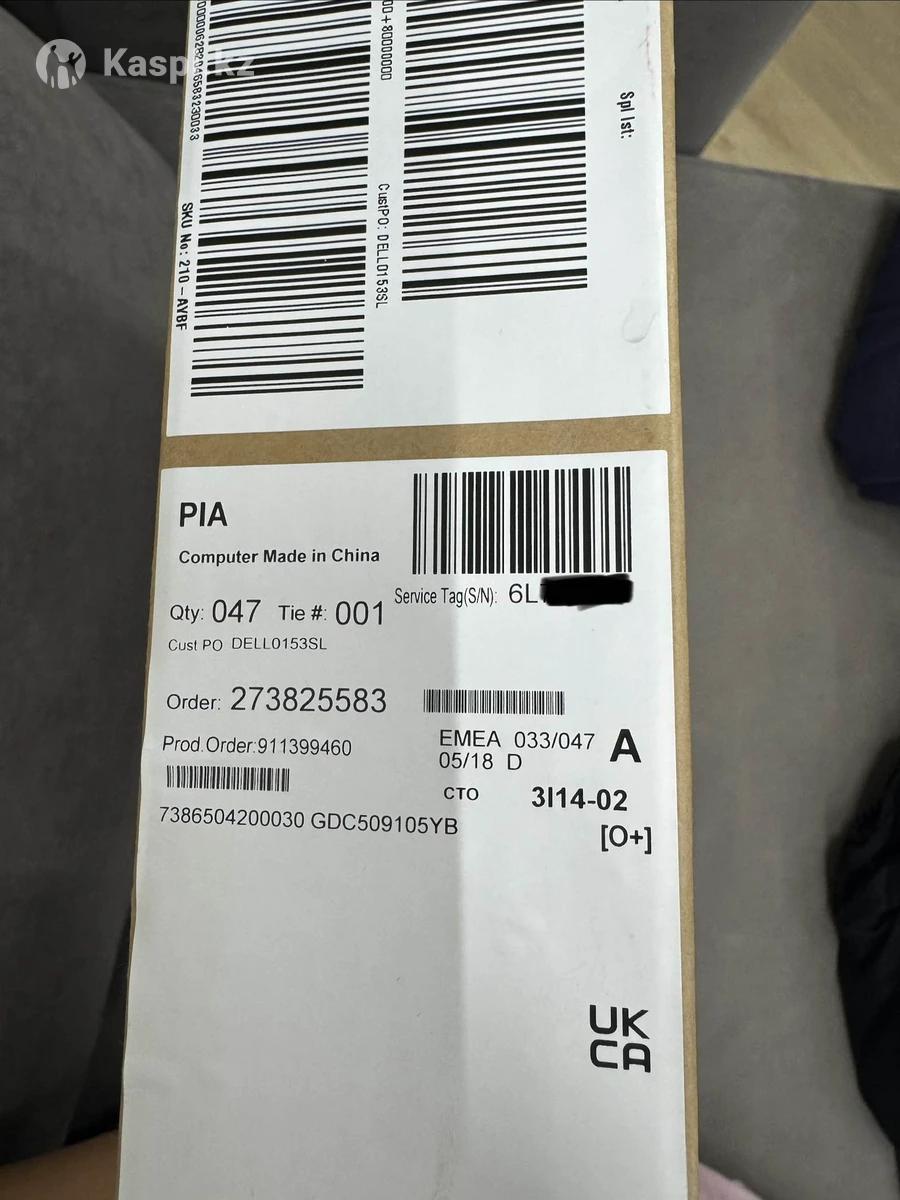 Kaspi.kz
SKU No: 210-AYBF
CustPO: DELL0153SL
Spl Ist:
PIA
Computer Made in China
Service Tag(S/N): 6L
Qty: 047 Tie #: 001
Cust PO DELL0153SL
Order: 273825583
Prod.Order:911399460
EMEA 033/047 A
05/18 D
CTO 3I14-02
[O+]
7386504200030 GDC509105YB
UK
CA